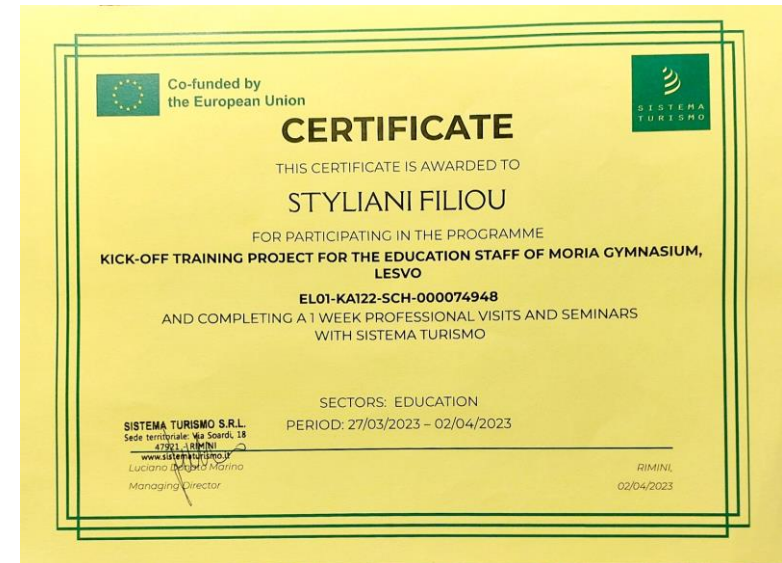 Co-funded by
the European Union
SISTEMA
TURISMO
CERTIFICATE
THIS CERTIFICATE IS AWARDED TO
STYLIANI FILIOU
FOR PARTICIPATING IN THE PROGRAMME
KICK-OFF TRAINING PROJECT FOR THE EDUCATION STAFF OF MORIA GYMNASIUM,
LESVO
EL01-KA122-SCH-000074948
AND COMPLETING A 1 WEEK PROFESSIONAL VISITS AND SEMINARS
WITH SISTEMA TURISMO
SECTORS: EDUCATION
PERIOD: 27/03/2023 – 02/04/2023
SISTEMA TURISMO S.R.L.
Sede territoriale: Via Soardi, 18
47921 - RIMINI
www.sistematurismo.it
Luciano Donato Marino
Managing Director
RIMINI,
02/04/2023